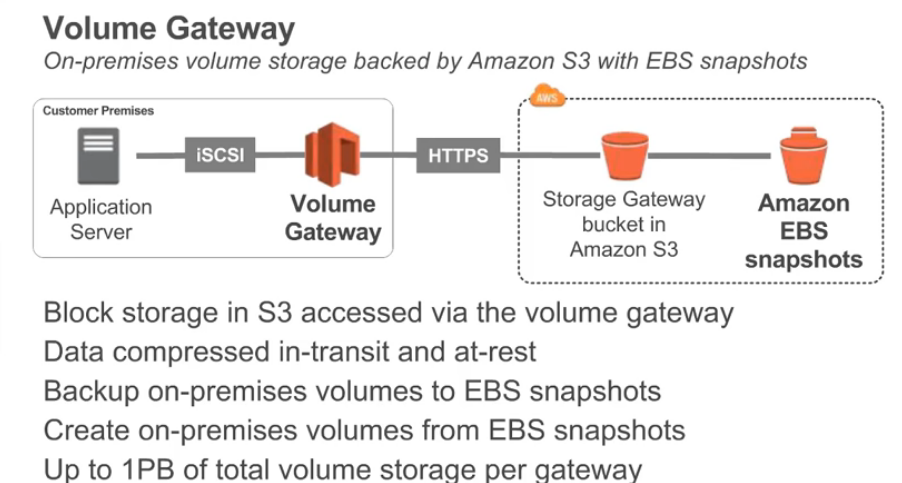 Volume Gateway
On-premises volume storage backed by Amazon S3 with EBS snapshots
Customer Premises
AWS
iSCSI
HTTPS
Application
Server
Volume
Gateway
Storage Gateway
bucket in
Amazon S3
Amazon
EBS
snapshots
Block storage in S3 accessed via the volume gateway
Data compressed in-transit and at-rest
Backup on-premises volumes to EBS snapshots
Create on-premises volumes from EBS snapshots
Up to 1PB of total volume storage per gateway